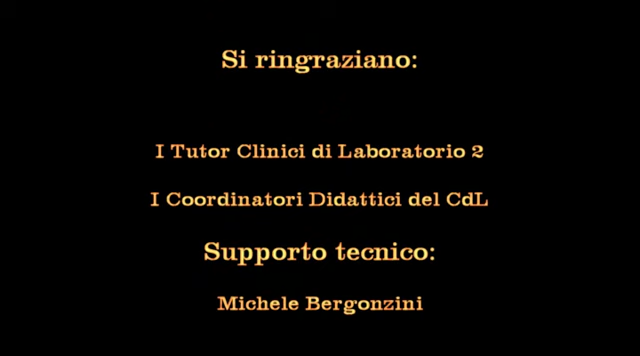 Si ringraziano:
I Tutor Clinici di Laboratorio 2
I Coordinatori Didattici del CdL
Supporto tecnico:
Michele Bergonzini